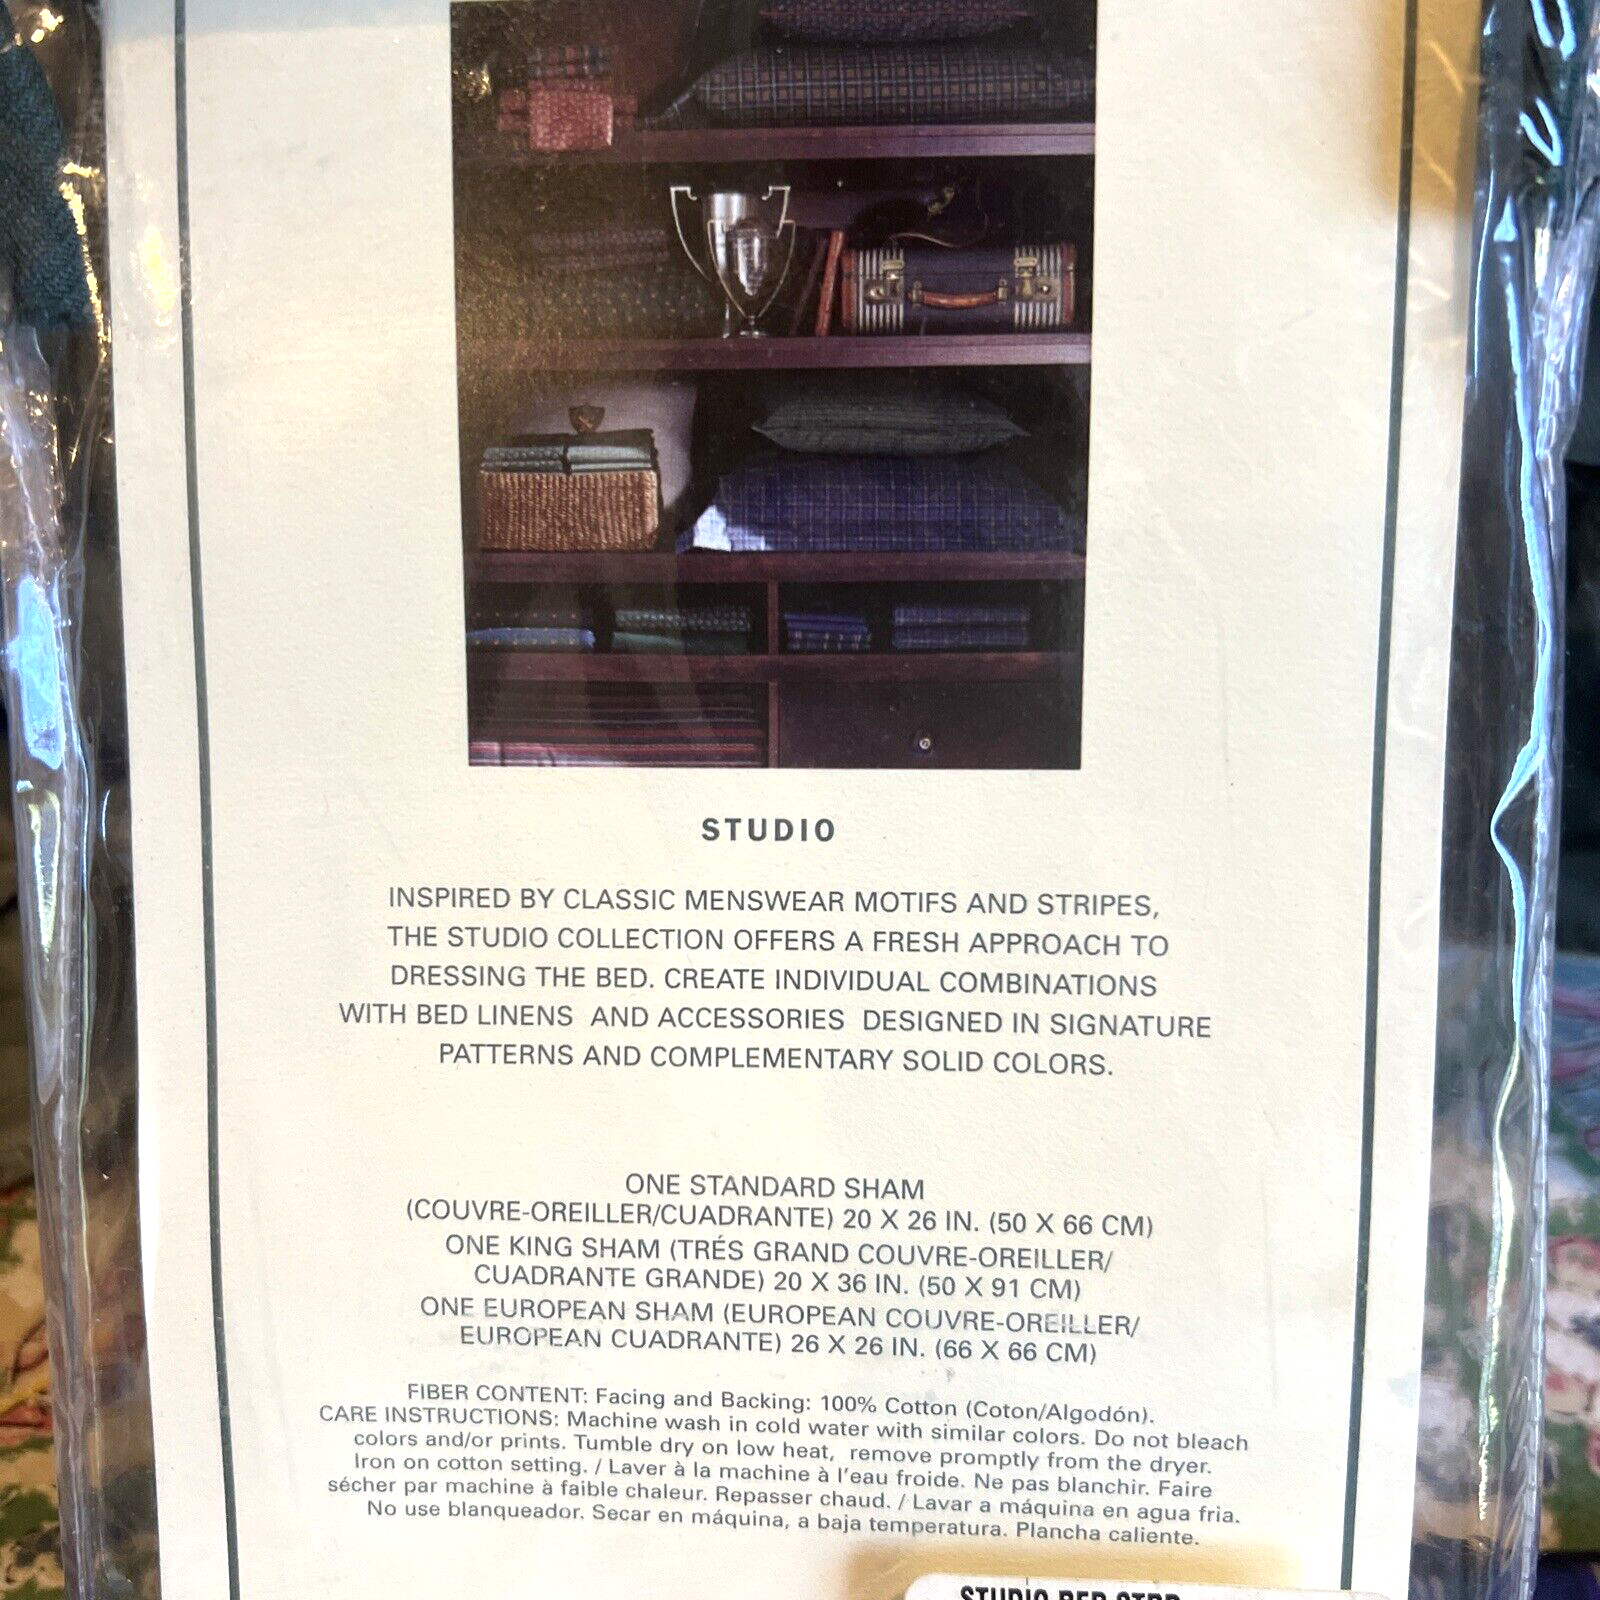 STUDIO
INSPIRED BY CLASSIC MENSWEAR MOTIFS AND STRIPES,
THE STUDIO COLLECTION OFFERS A FRESH APPROACH TO
DRESSING THE BED. CREATE INDIVIDUAL COMBINATIONS
WITH BED LINENS AND ACCESSORIES DESIGNED IN SIGNATURE
PATTERNS AND COMPLEMENTARY SOLID COLORS.
ONE STANDARD SHAM
(COUVRE-OREILLER/CUADRANTE) 20 X 26 IN. (50 X 66 CM)
ONE KING SHAM (TRÉS GRAND COUVRE-OREILLER/
CUADRANTE GRANDE) 20 X 36 IN. (50 X 91 CM)
ONE EUROPEAN SHAM (EUROPEAN COUVRE-OREILLER/
EUROPEAN CUADRANTE) 26 X 26 IN. (66 X 66 CM)
FIBER CONTENT: Facing and Backing: 100% Cotton (Coton/Algodón).
CARE INSTRUCTIONS: Machine wash in cold water with similar colors. Do not bleach
colors and/or prints. Tumble dry on low heat, remove promptly from the dryer.
Iron on cotton setting. / Laver à la machine à l'eau froide. Ne pas blanchir. Faire
sécher par machine à faible chaleur. Repasser chaud. / Lavar a máquina en agua fria.
No use blanqueador. Secar en máquina, a baja temperatura. Plancha caliente.
STUDIO RED STRP